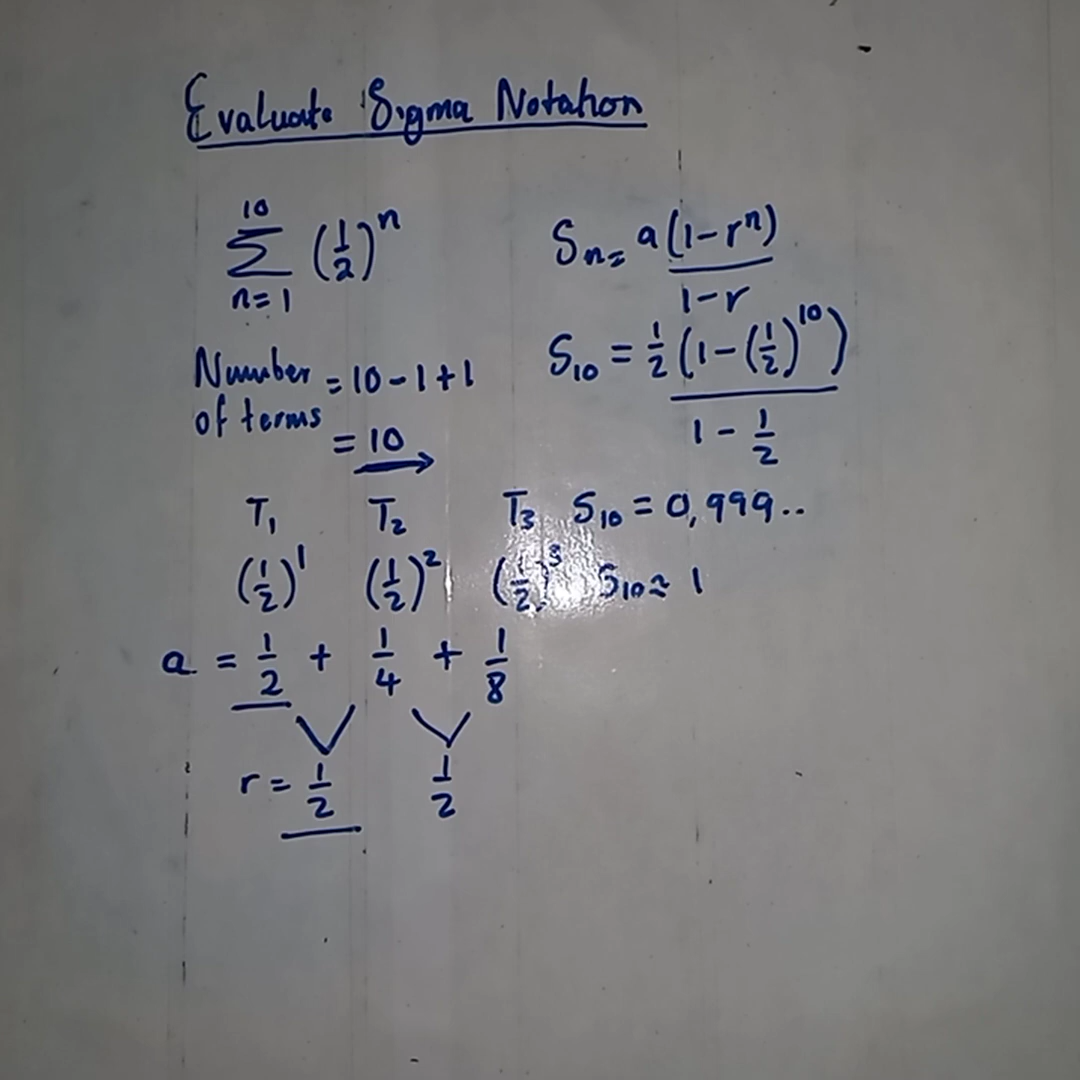 Evaluate Sigma Notation
10
∑ (1/2)^n
n=1
Number of terms = 10-1+1
= 10
T₁ T₂ T₃
(1/2)^1 (1/2)^2 (1/2)^3
a = 1/2 + 1/4 + 1/8
r = 1/2 1/2
Sₙ = a(1-r^n)/1-r
S₁₀ = 1/2(1-(1/2)^10)/1-1/2
S₁₀ = 0,999..
S₁₀ ≈ 1